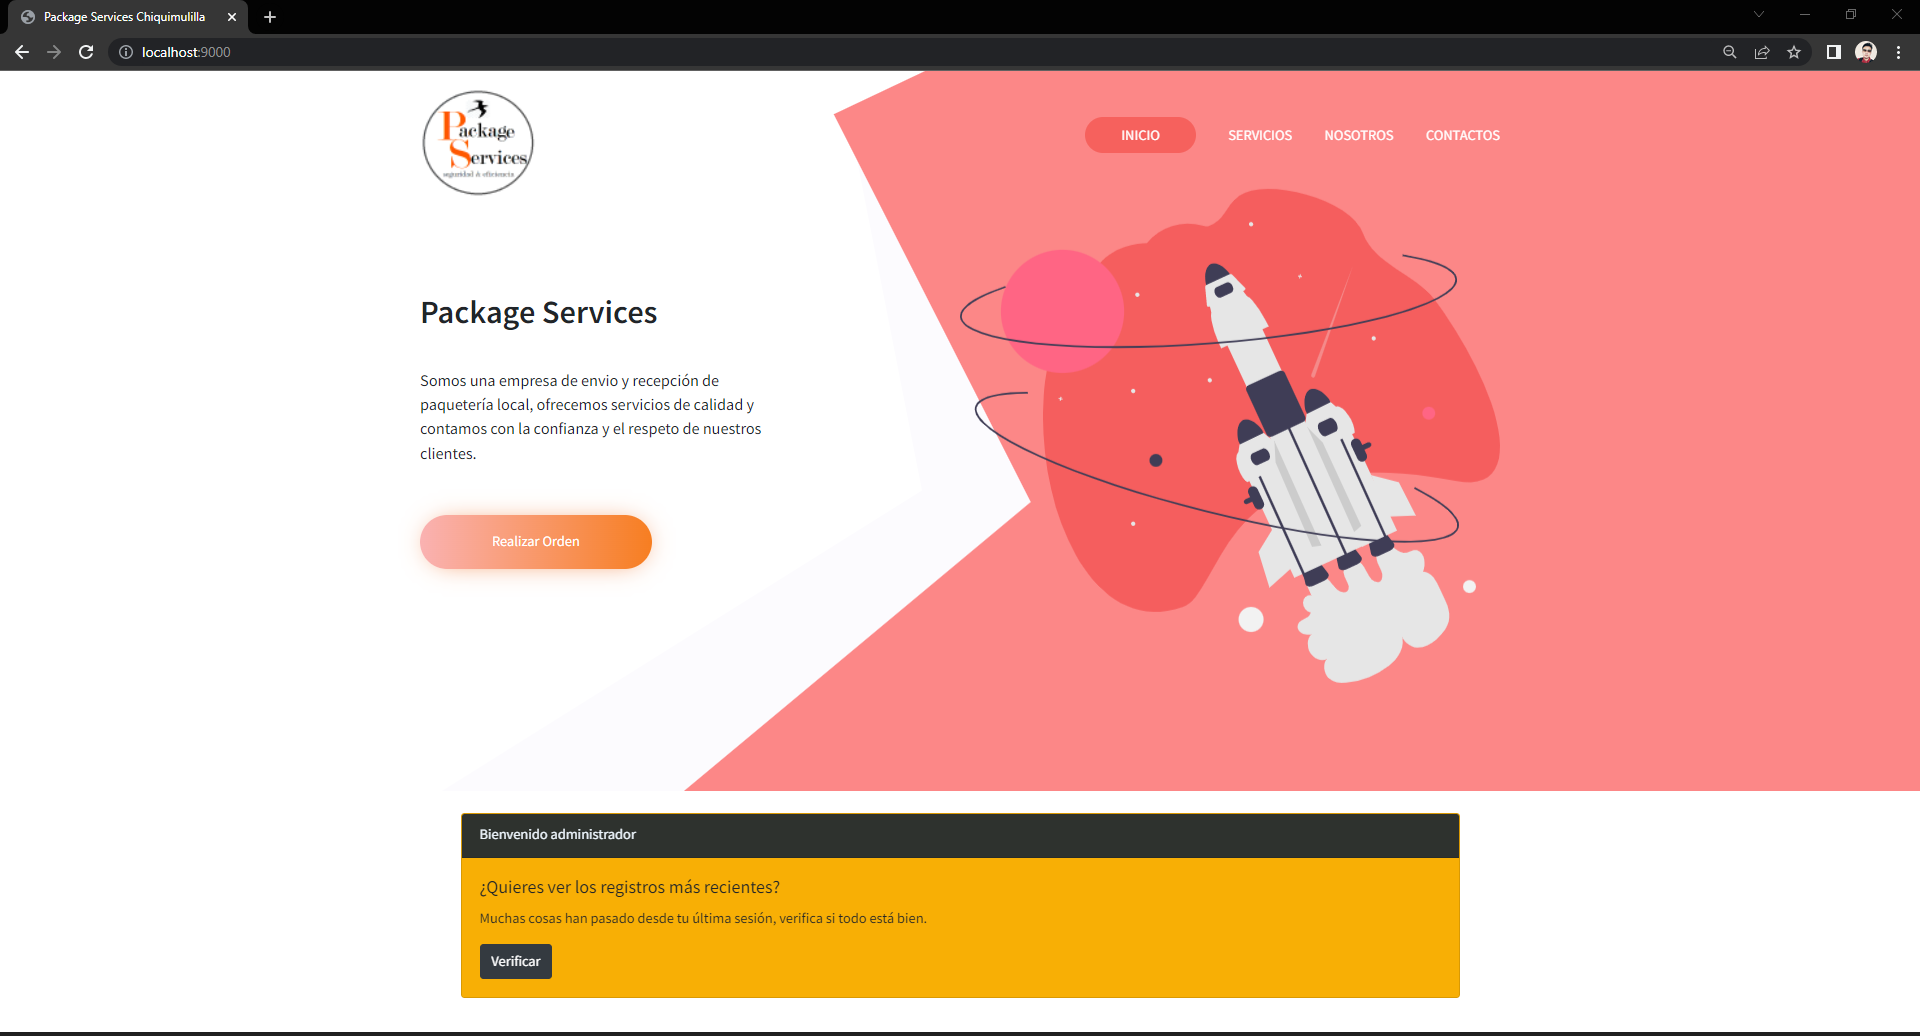 Package Services Chiquimulilla
localhost:9000
Package
Services
seguridad & eficiencia
INICIO
SERVICIOS
NOSOTROS
CONTACTOS
Package Services
Somos una empresa de envio y recepción de
paquetería local, ofrecemos servicios de calidad y
contamos con la confianza y el respeto de nuestros
clientes.
Realizar Orden
Bienvenido administrador
¿Quieres ver los registros más recientes?
Muchas cosas han pasado desde tu última sesión, verifica si todo está bien.
Verificar